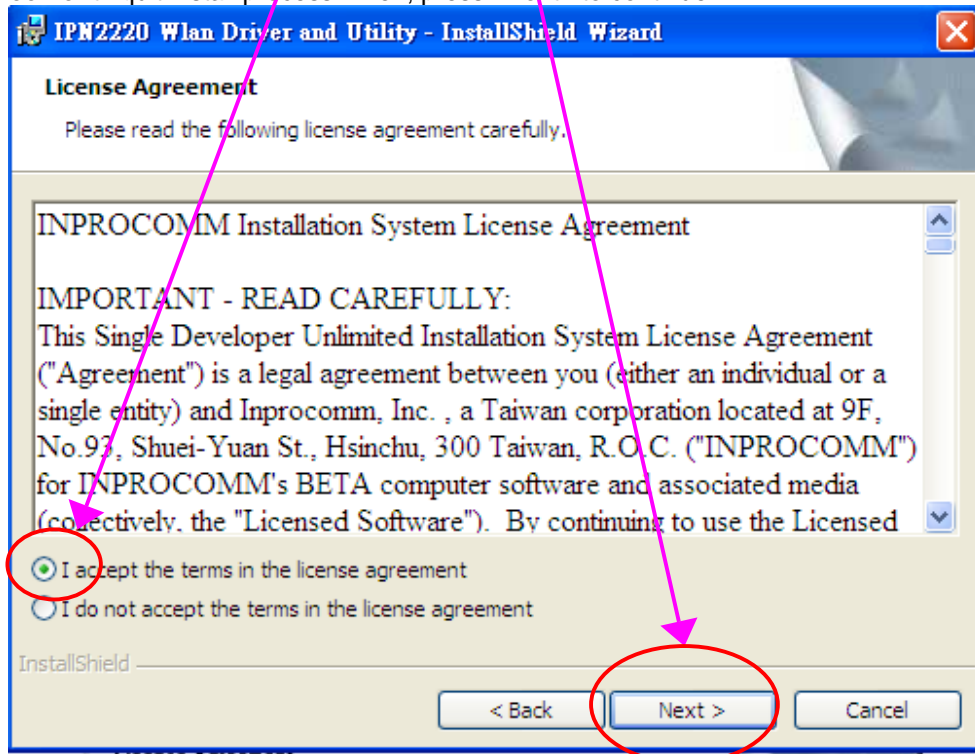 IPN2220 Wlan Driver and Utility - InstallShield Wizard
License Agreement
Please read the following license agreement carefully.
INPROCOMM Installation System License Agreement
IMPORTANT - READ CAREFULLY:
This Single Developer Unlimited Installation System License Agreement
("Agreement") is a legal agreement between you (either an individual or a
single entity) and Inprocomm, Inc. , a Taiwan corporation located at 9F,
No.93, Shuei-Yuan St., Hsinchu, 300 Taiwan, R.O.C. ("INPROCOMM")
for INPROCOMM's BETA computer software and associated media
(collectively, the "Licensed Software"). By continuing to use the Licensed
I accept the terms in the license agreement
I do not accept the terms in the license agreement
InstallShield
< Back
Next >
Cancel